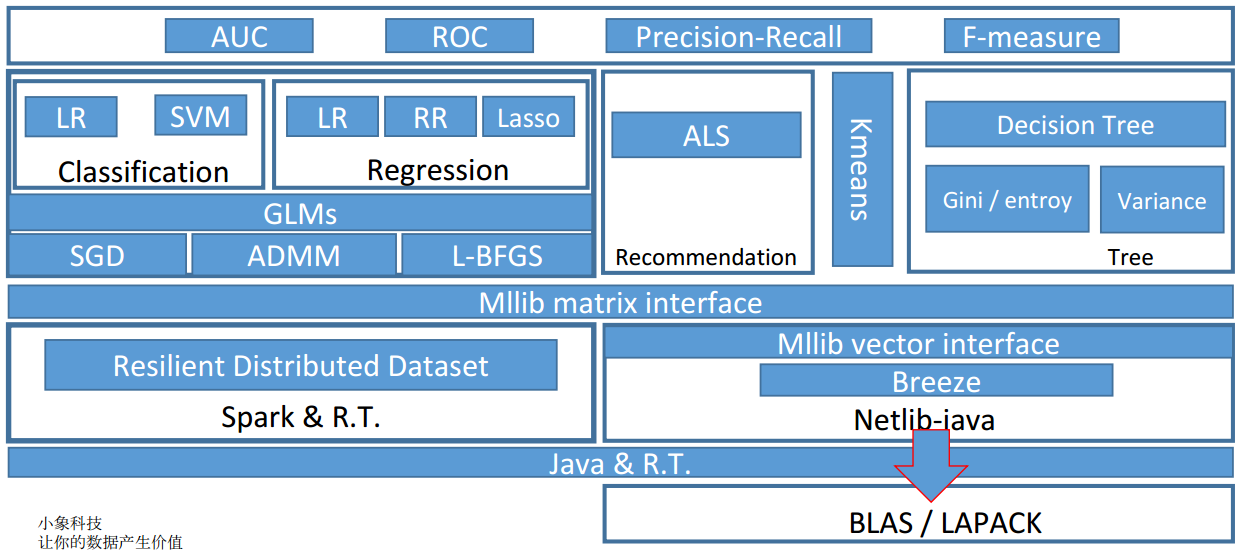 AUC ROC Precision-Recall F-measure
LR SVM
Classification
LR RR Lasso
Regression
GLMs
SGD ADMM L-BFGS
ALS
Recommendation
Kmeans
Decision Tree
Gini / entroy Variance
Tree
Mllib matrix interface
Resilient Distributed Dataset
Spark & R.T.
Mllib vector interface
Breeze
Netlib-java
Java & R.T.
BLAS / LAPACK
小象科技
让你的数据产生价值